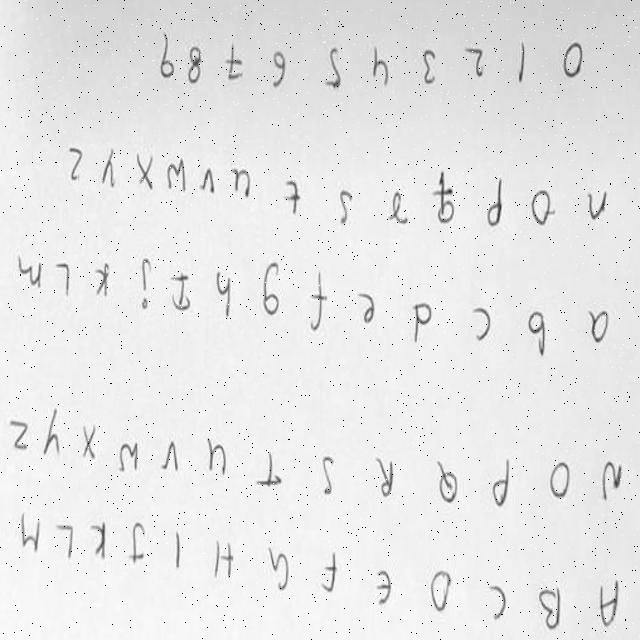 A B C D E F G H I J K L M
N O P Q R S T U V W X Y Z
a b c d e f g h I j k L m
n o p q r s t u v w x y z
0 1 2 3 4 5 6 7 8 9